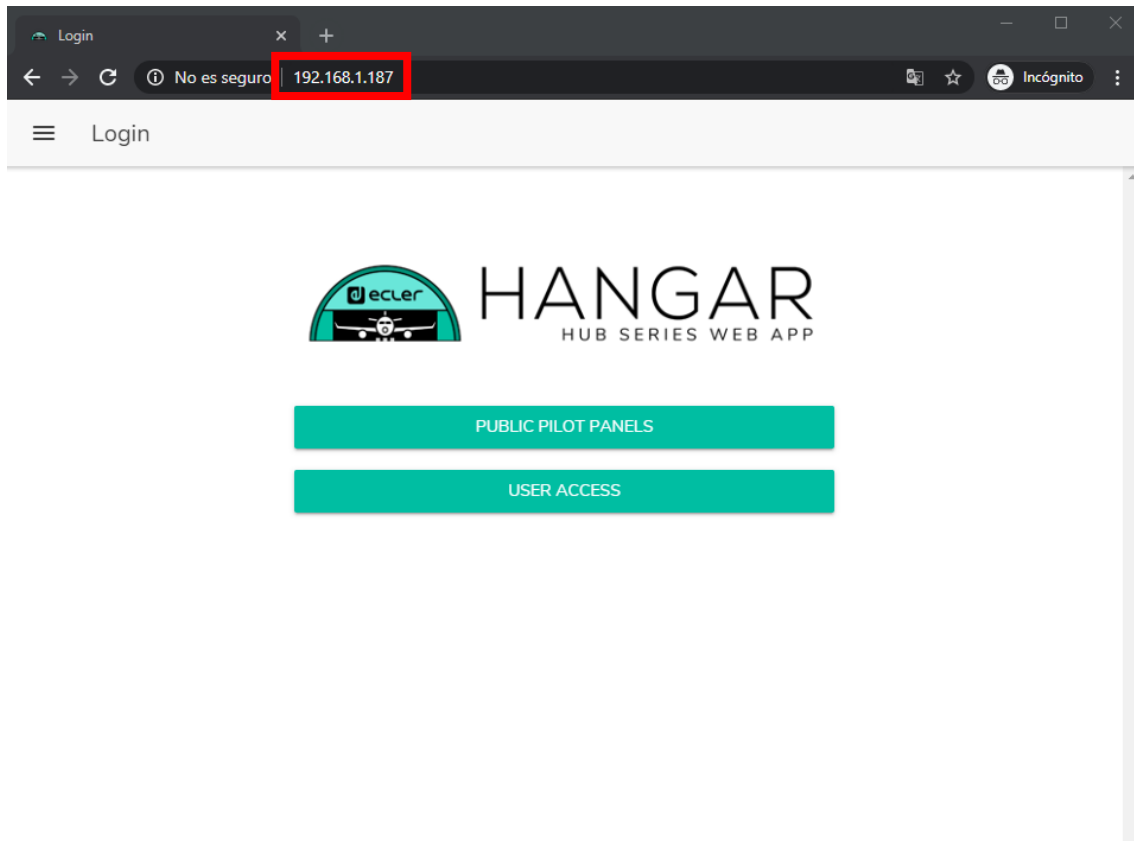 Login
No es seguro 192.168.1.187 Incógnito
Login
ecler
HANGAR
HUB SERIES WEB APP
PUBLIC PILOT PANELS
USER ACCESS